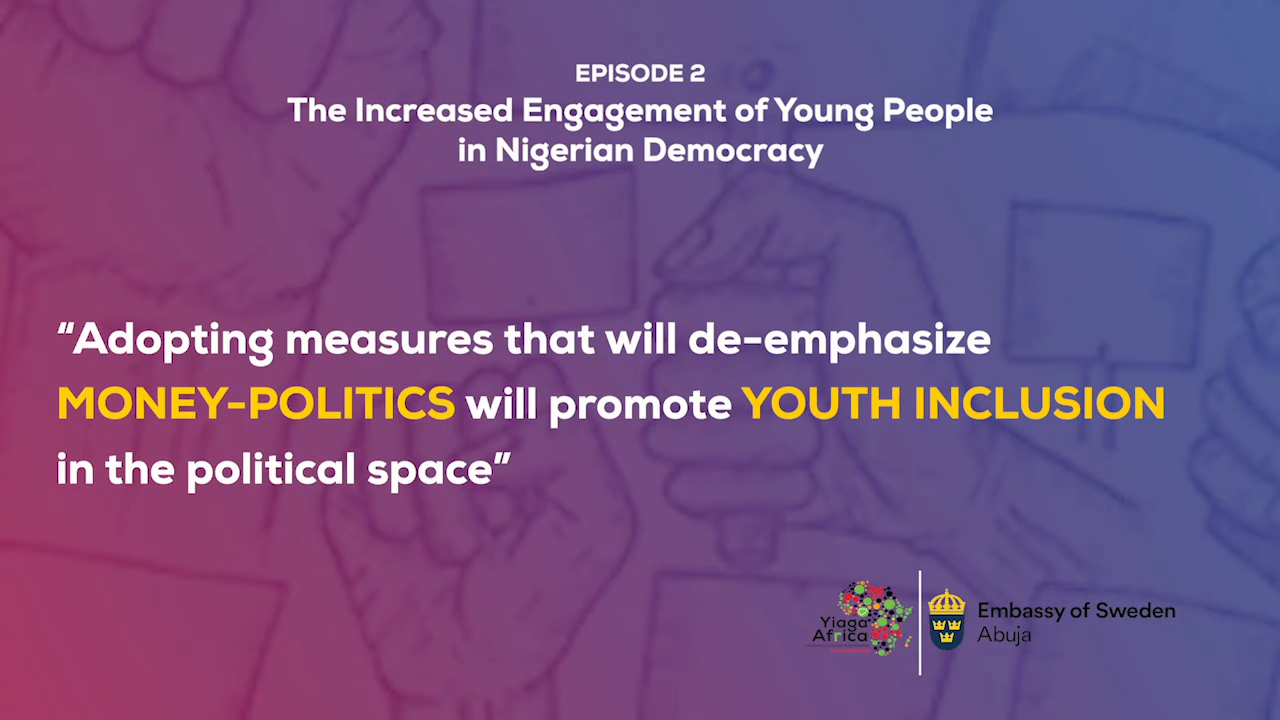 EPISODE 2
The Increased Engagement of Young People
in Nigerian Democracy
“Adopting measures that will de-emphasize
MONEY-POLITICS will promote YOUTH INCLUSION
in the political space”
Yiaga
Africa
Embassy of Sweden
Abuja